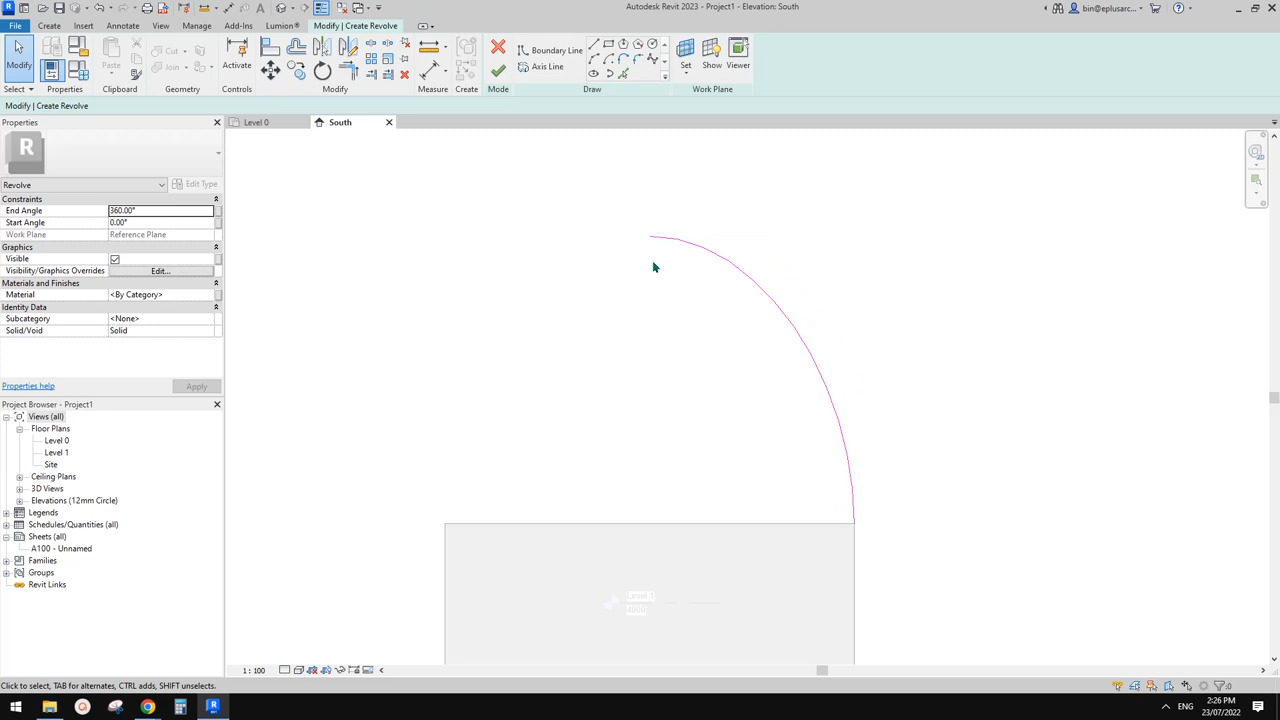 Autodesk Revit 2023 - Project1 - Elevation: South
bin@eplusarc...
File Create Insert Annotate View Manage Add-Ins Lumion® Modify | Create Revolve
Modify Paste Cut Join Activate Boundary Line Axis Line Set Show Viewer
Select Properties Clipboard Geometry Controls Modify Measure Create Mode Draw Work Plane
Modify | Create Revolve
Properties
Level 0
South
R
Revolve
Edit Type
Constraints
End Angle 360.00°
Start Angle 0.00°
Work Plane Reference Plane
Graphics
Visible
Visibility/Graphics Overrides Edit...
Materials and Finishes
Material <By Category>
Identity Data
Subcategory <None>
Solid/Void Solid
Properties help
Apply
Project Browser - Project1
Views (all)
Floor Plans
Level 0
Level 1
Site
Ceiling Plans
3D Views
Elevations (12mm Circle)
Legends
Schedules/Quantities (all)
Sheets (all)
A100 - Unnamed
Families
Groups
Revit Links
Level 1
4000
1 : 100
Click to select, TAB for alternates, CTRL adds, SHIFT unselects.
:0
ENG
2:26 PM
23/07/2022